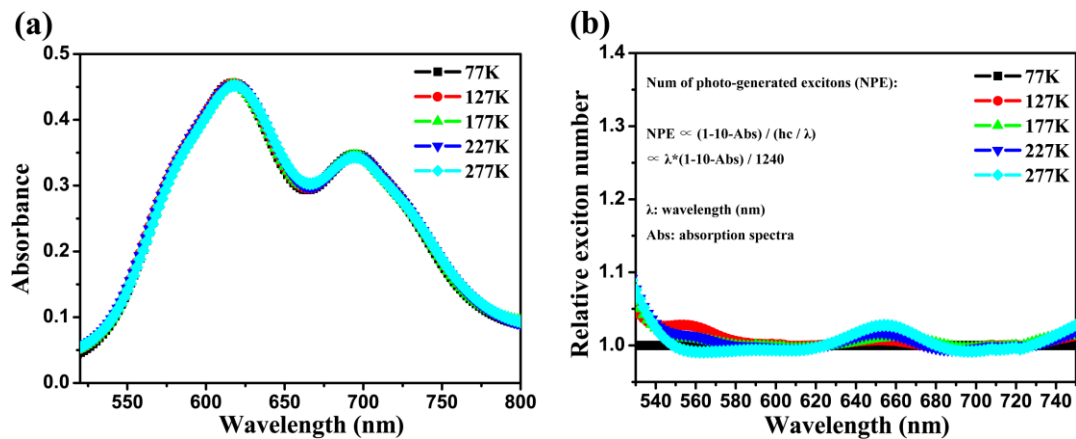 (a)
0.5
0.4
0.3
0.2
0.1
0.0
Absorbance
550 600 650 700 750 800
Wavelength (nm)
77K
127K
177K
227K
277K
(b)
1.4
1.3
1.2
1.1
1.0
Relative exciton number
540 560 580 600 620 640 660 680 700 720 740
Wavelength (nm)
Num of photo-generated excitons (NPE):
NPE ∝ (1-10-Abs) / (hc / λ)
∝ λ*(1-10-Abs) / 1240
λ: wavelength (nm)
Abs: absorption spectra
77K
127K
177K
227K
277K